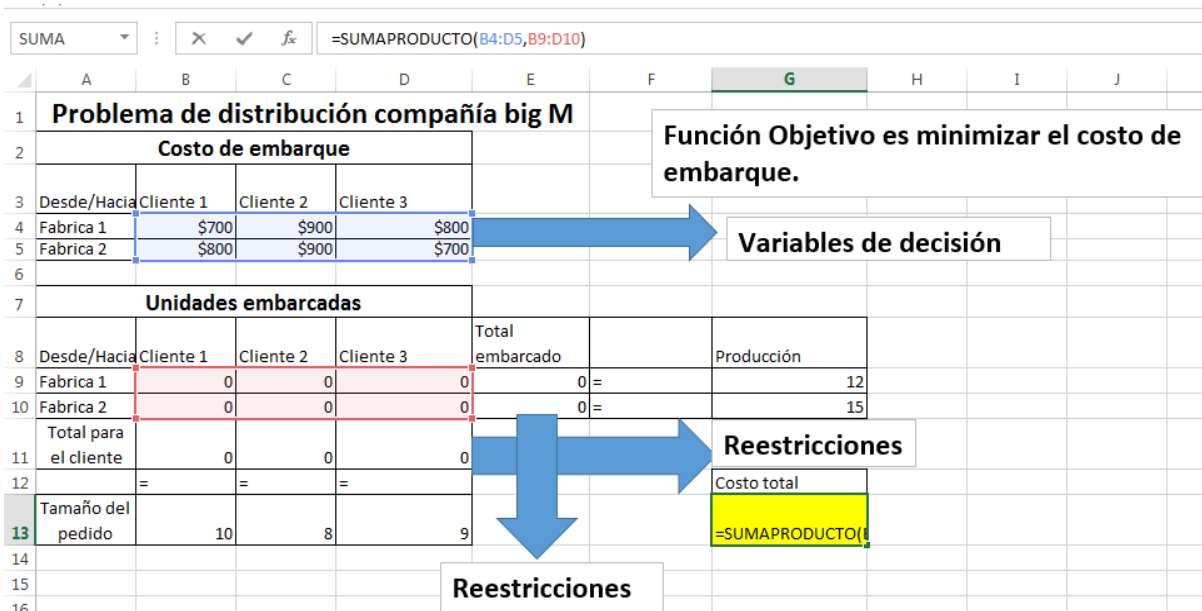 SUMA
fx
=SUMAPRODUCTO(B4:D5,B9:D10)
A B C D E F G H I J
1 Problema de distribución compañía big M
Función Objetivo es minimizar el costo de
embarque.
2 Costo de embarque
3 Desde/Hacia Cliente 1 Cliente 2 Cliente 3
4 Fabrica 1 $700 $900 $800
Variables de decisión
5 Fabrica 2 $800 $900 $700
6
7 Unidades embarcadas
8 Desde/Hacia Cliente 1 Cliente 2 Cliente 3 Total embarcado Producción
9 Fabrica 1 0 0 0 0 = 12
10 Fabrica 2 0 0 0 0 = 15
11 Total para el cliente 0 0 0
Reestricciones
12 = = = Costo total
13 Tamaño del pedido 10 8 9 =SUMAPRODUCTO(
14
15
Reestricciones
16